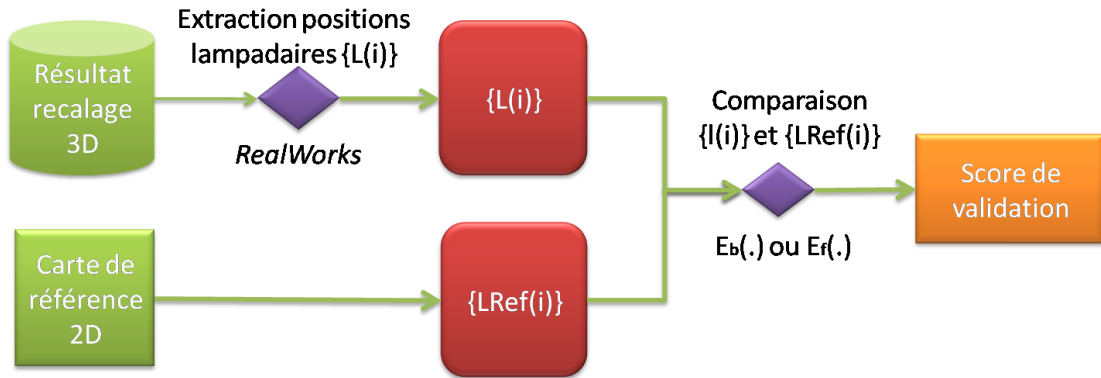 Extraction positions
lampadaires {L(i)}
Résultat
recalage
3D
RealWorks
{L(i)}
Comparaison
{l(i)} et {LRef(i)}
Eb(.) ou Ef(.)
Score de
validation
Carte de
référence
2D
{LRef(i)}